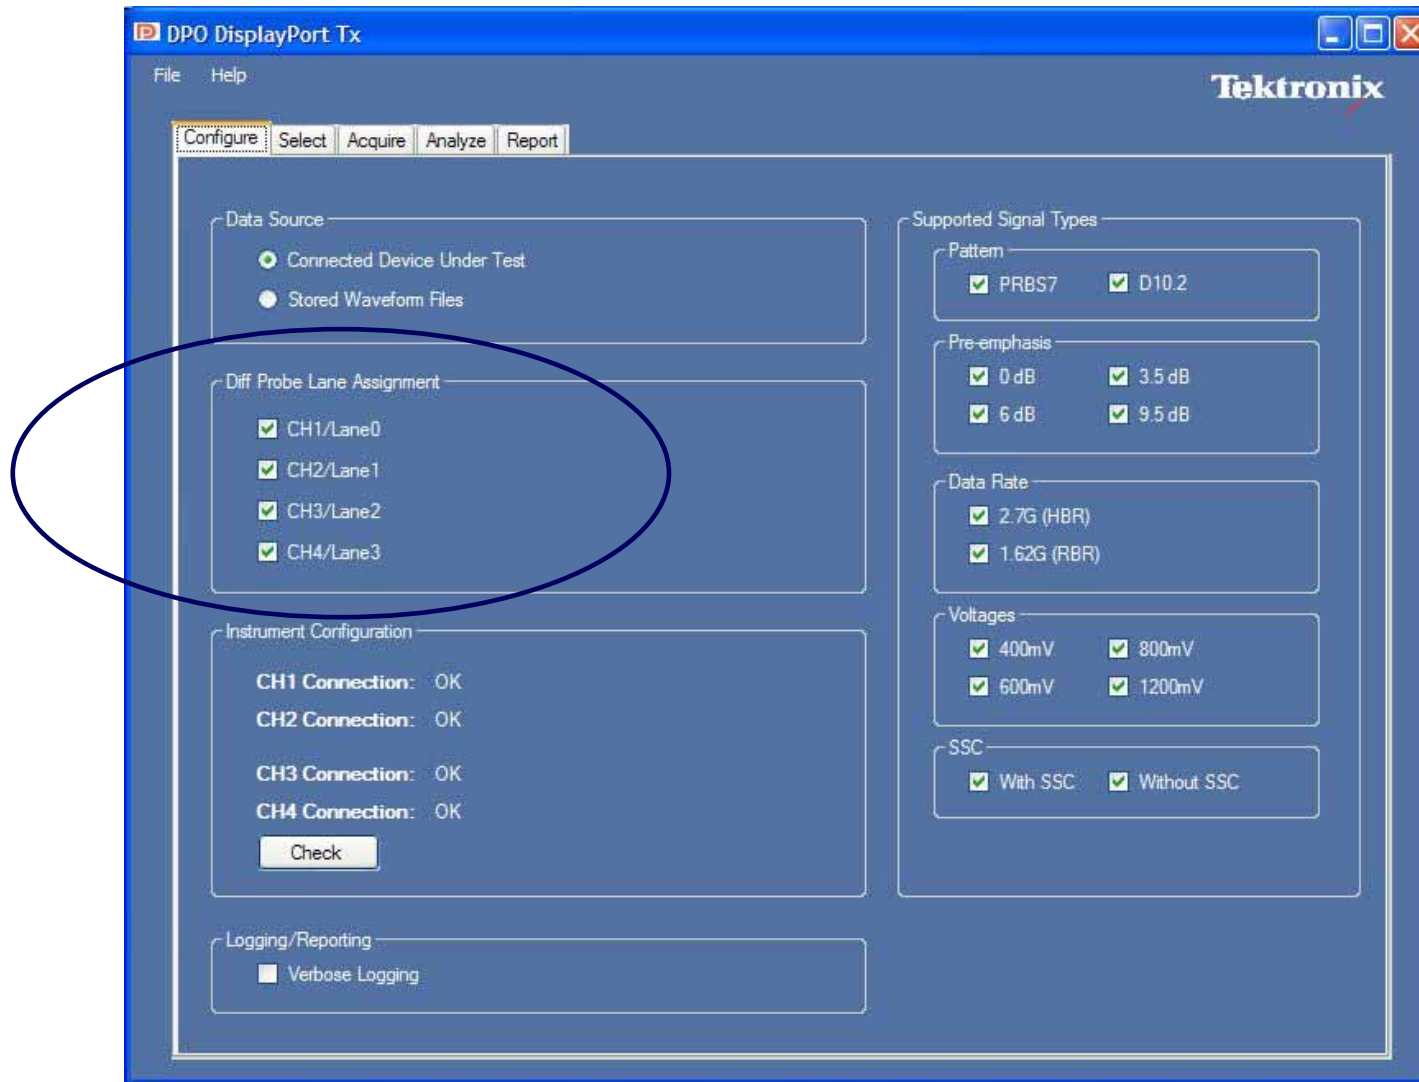 DPO DisplayPort Tx
File Help
Tektronix
Configure Select Acquire Analyze Report
Data Source
Connected Device Under Test
Stored Waveform Files
Diff Probe Lane Assignment
CH1/Lane0
CH2/Lane1
CH3/Lane2
CH4/Lane3
Instrument Configuration
CH1 Connection: OK
CH2 Connection: OK
CH3 Connection: OK
CH4 Connection: OK
Check
Logging/Reporting
Verbose Logging
Supported Signal Types
Pattern
PRBS7 D10.2
Pre-emphasis
0 dB 3.5 dB
6 dB 9.5 dB
Data Rate
2.7G (HBR)
1.62G (RBR)
Voltages
400mV 800mV
600mV 1200mV
SSC
With SSC Without SSC